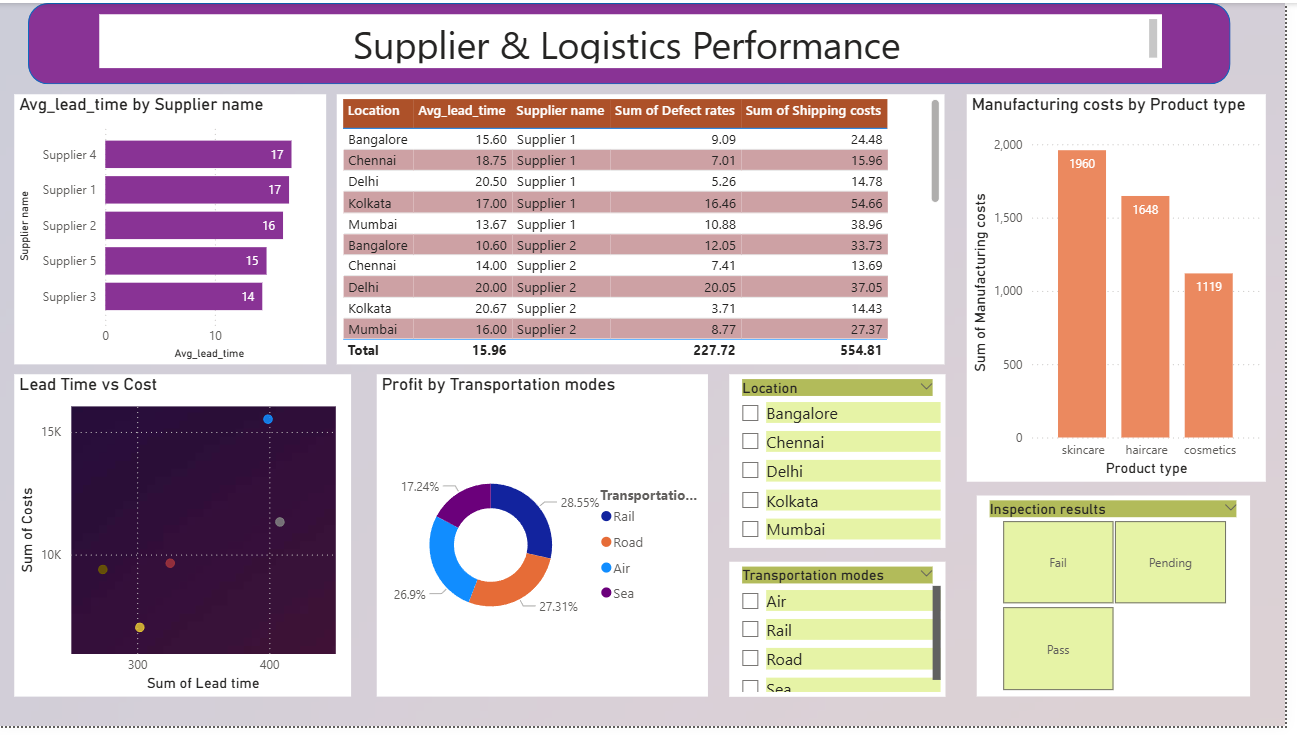 Supplier & Logistics Performance
Avg_lead_time by Supplier name
Supplier name
Supplier 4 17
Supplier 1 17
Supplier 2 16
Supplier 5 15
Supplier 3 14
0 10
Avg_lead_time
Location Avg_lead_time Supplier name Sum of Defect rates Sum of Shipping costs
Bangalore 15.60 Supplier 1 9.09 24.48
Chennai 18.75 Supplier 1 7.01 15.96
Delhi 20.50 Supplier 1 5.26 14.78
Kolkata 17.00 Supplier 1 16.46 54.66
Mumbai 13.67 Supplier 1 10.88 38.96
Bangalore 10.60 Supplier 2 12.05 33.73
Chennai 14.00 Supplier 2 7.41 13.69
Delhi 20.00 Supplier 2 20.05 37.05
Kolkata 20.67 Supplier 2 3.71 14.43
Mumbai 16.00 Supplier 2 8.77 27.37
Total 15.96 227.72 554.81
Manufacturing costs by Product type
Sum of Manufacturing costs
2,000
1,500
1,000
500
0
1960
1648
1119
skincare haircare cosmetics
Product type
Lead Time vs Cost
Sum of Costs
15K
10K
300 400
Sum of Lead time
Profit by Transportation modes
17.24%
28.55%
26.9%
27.31%
Transportatio...
Rail
Road
Air
Sea
Location
Bangalore
Chennai
Delhi
Kolkata
Mumbai
Transportation modes
Air
Rail
Road
Sea
Inspection results
Fail Pending
Pass